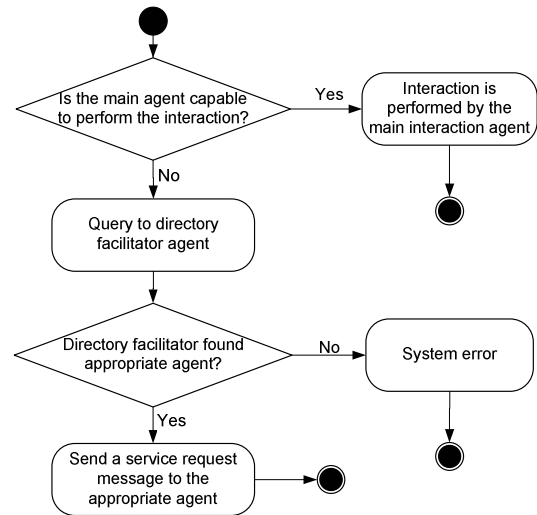 Is the main agent capable
to perform the interaction?
Yes
Interaction is
performed by the
main interaction agent
No
Query to directory
facilitator agent
Directory facilitator found
appropriate agent?
No
System error
Yes
Send a service request
message to the
appropriate agent